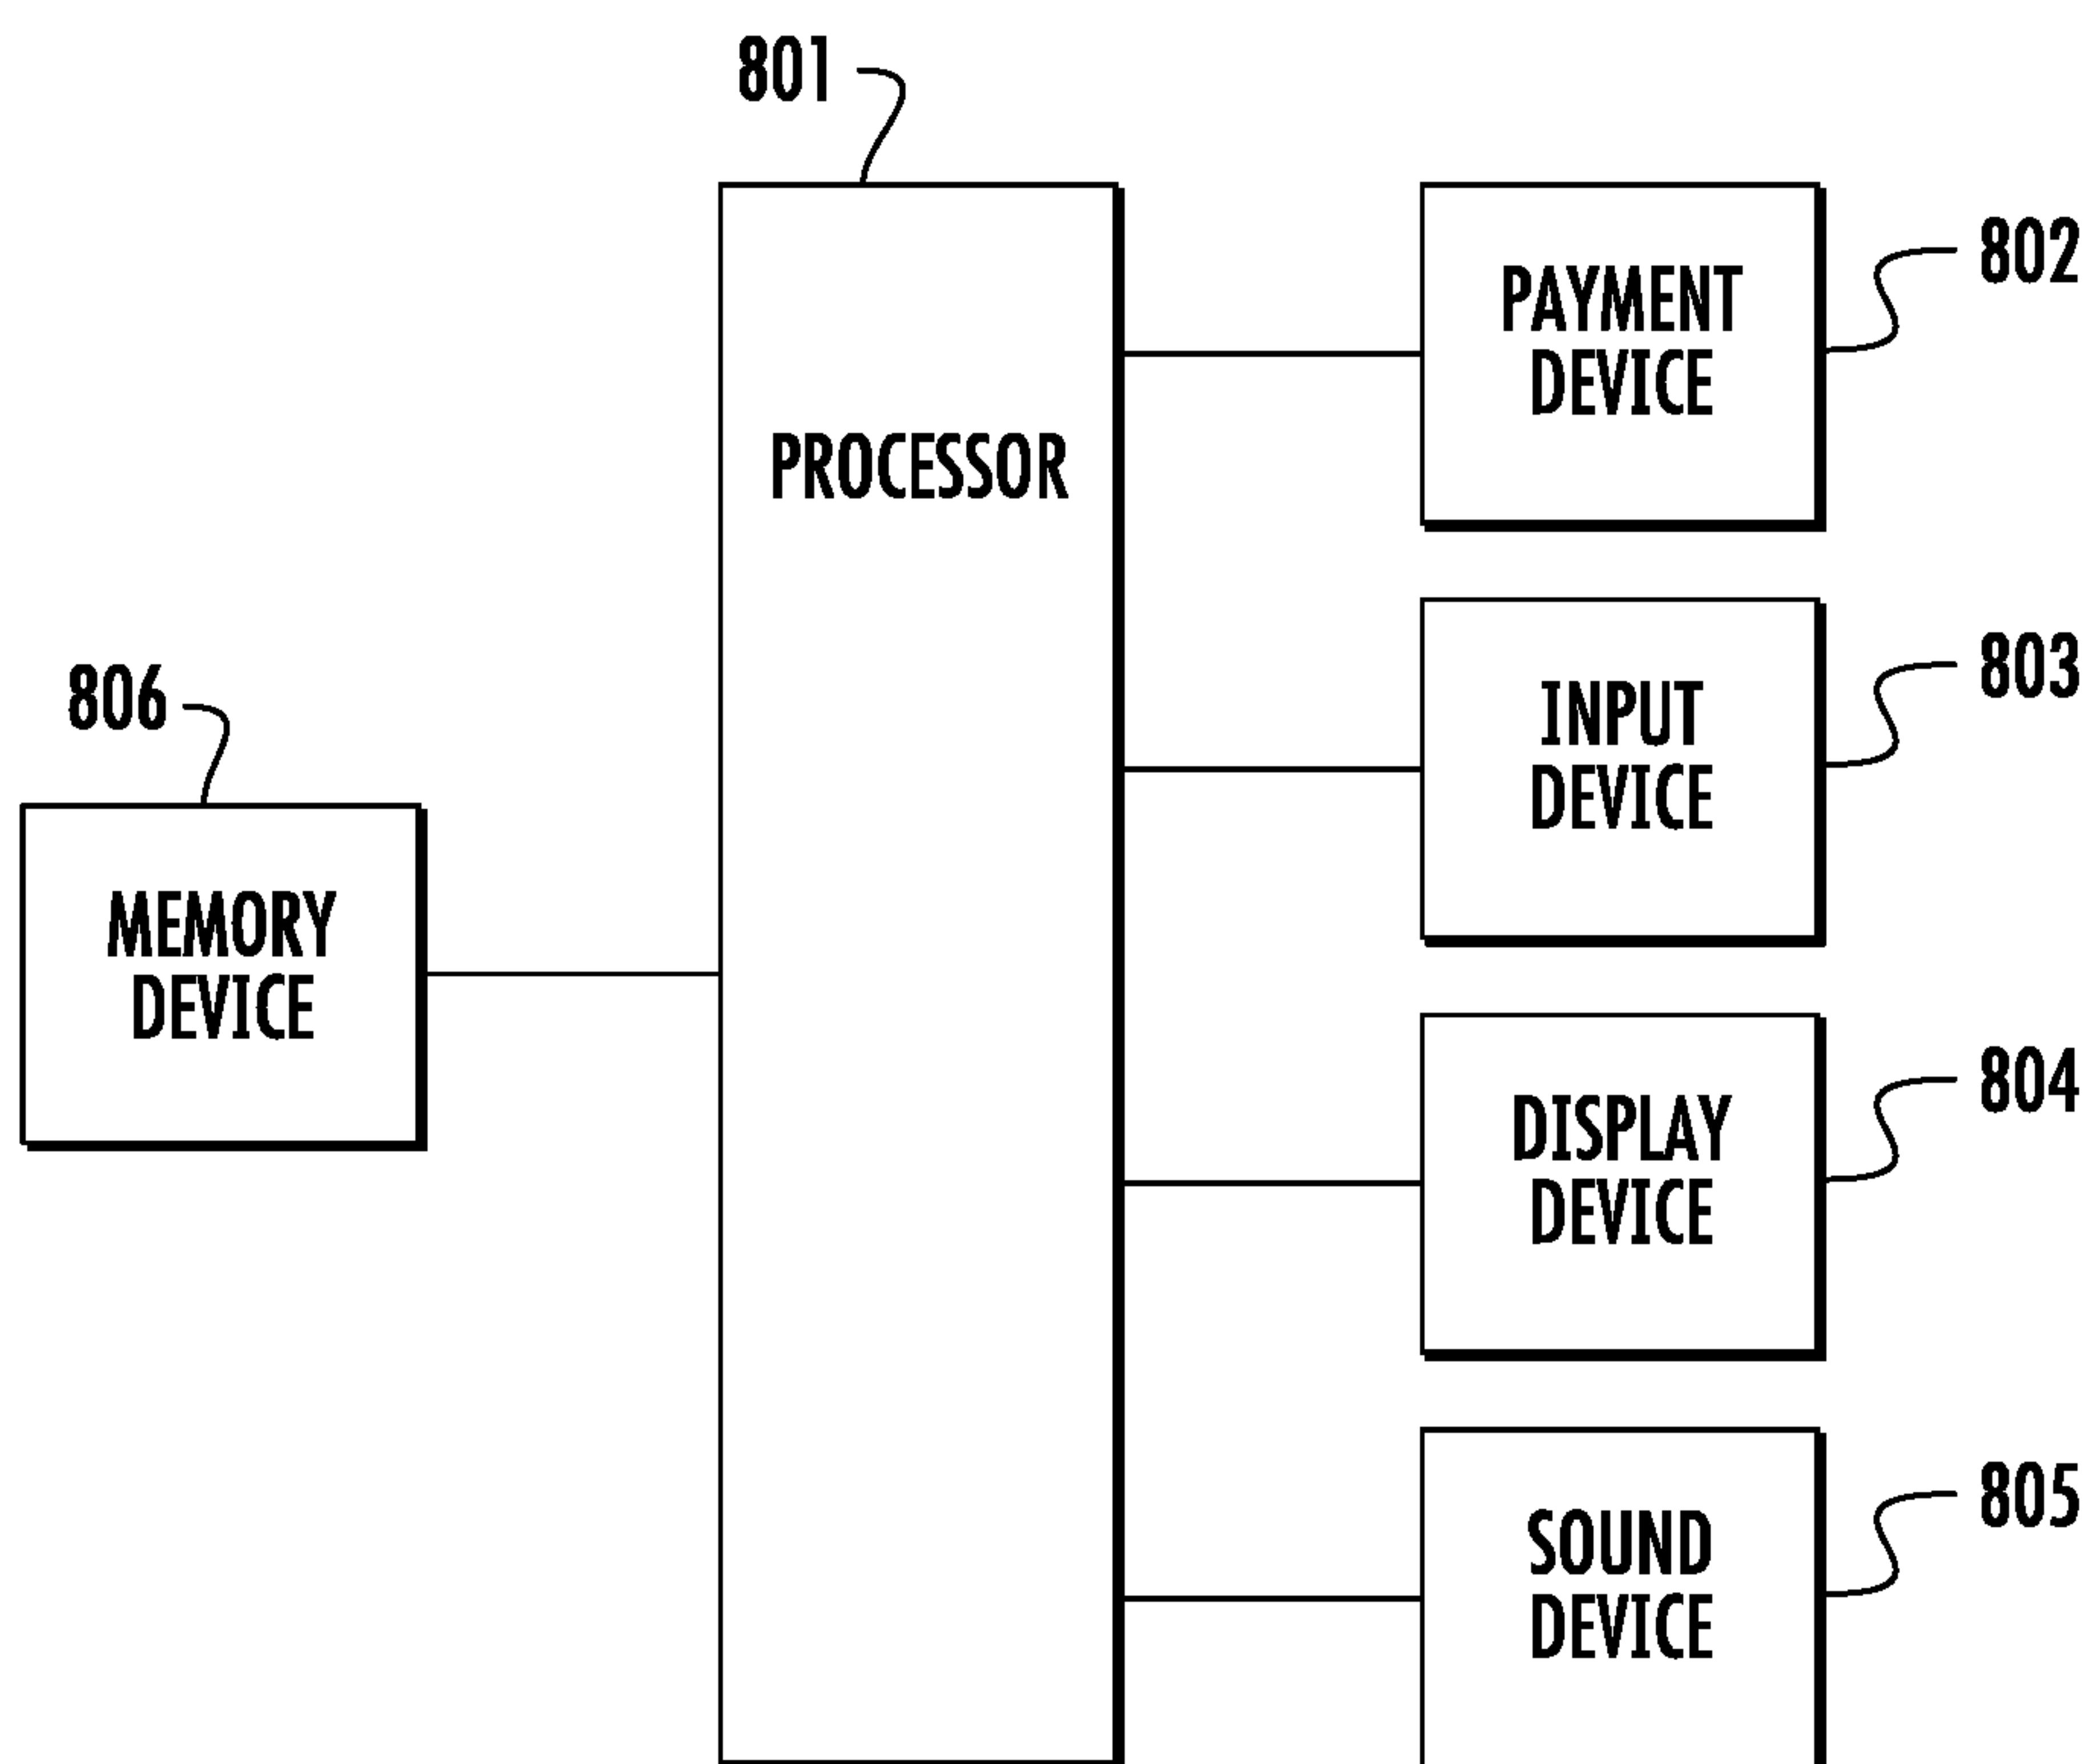 801
PROCESSOR
PAYMENT
DEVICE
802
INPUT
DEVICE
803
806
MEMORY
DEVICE
DISPLAY
DEVICE
804
SOUND
DEVICE
805